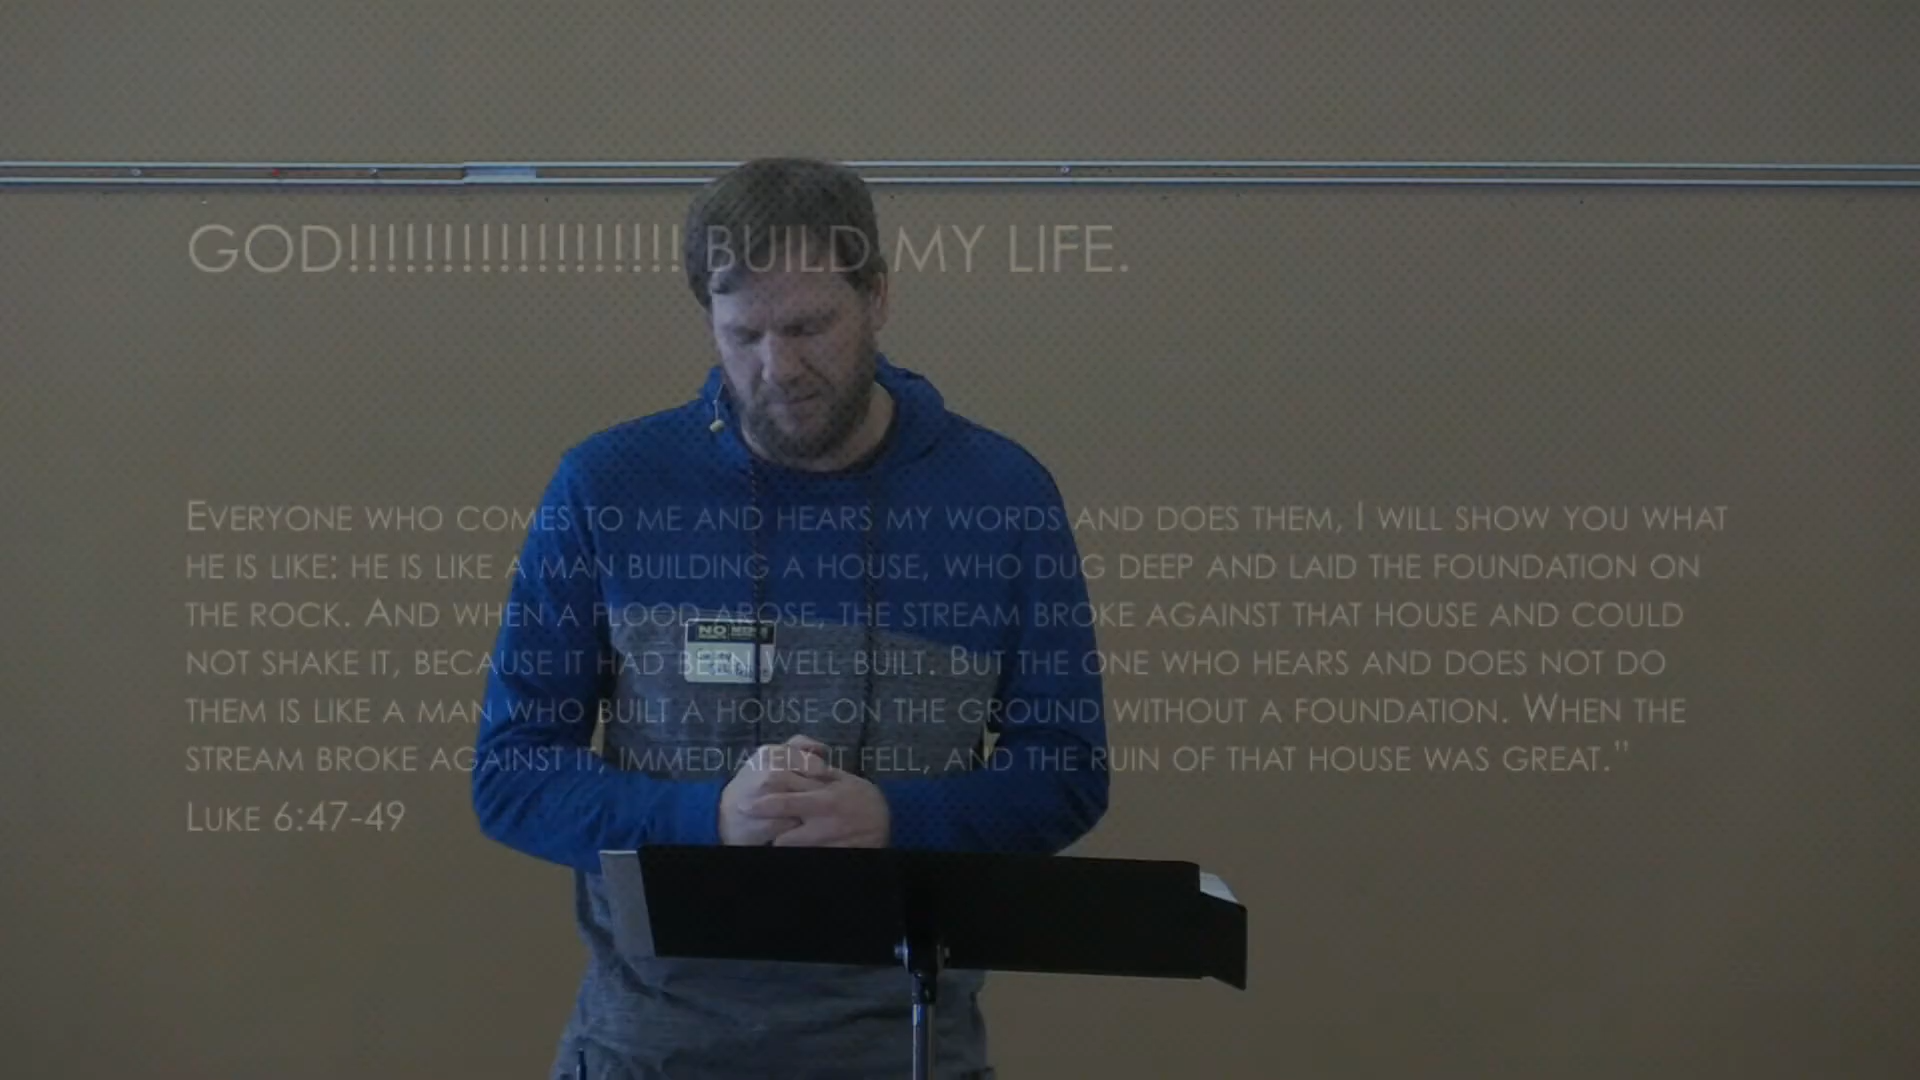 GOD!!!!!!!!!!!!!!!!!! BUILD MY LIFE.
EVERYONE WHO COMES TO ME AND HEARS MY WORDS AND DOES THEM, I WILL SHOW YOU WHAT
HE IS LIKE: HE IS LIKE A MAN BUILDING A HOUSE, WHO DUG DEEP AND LAID THE FOUNDATION ON
THE ROCK. AND WHEN A FLOOD AROSE, THE STREAM BROKE AGAINST THAT HOUSE AND COULD
NOT SHAKE IT, BECAUSE IT HAD BEEN WELL BUILT. BUT THE ONE WHO HEARS AND DOES NOT DO
THEM IS LIKE A MAN WHO BUILT A HOUSE ON THE GROUND WITHOUT A FOUNDATION. WHEN THE
STREAM BROKE AGAINST IT, IMMEDIATELY IT FELL, AND THE RUIN OF THAT HOUSE WAS GREAT.”
LUKE 6:47-49
NO